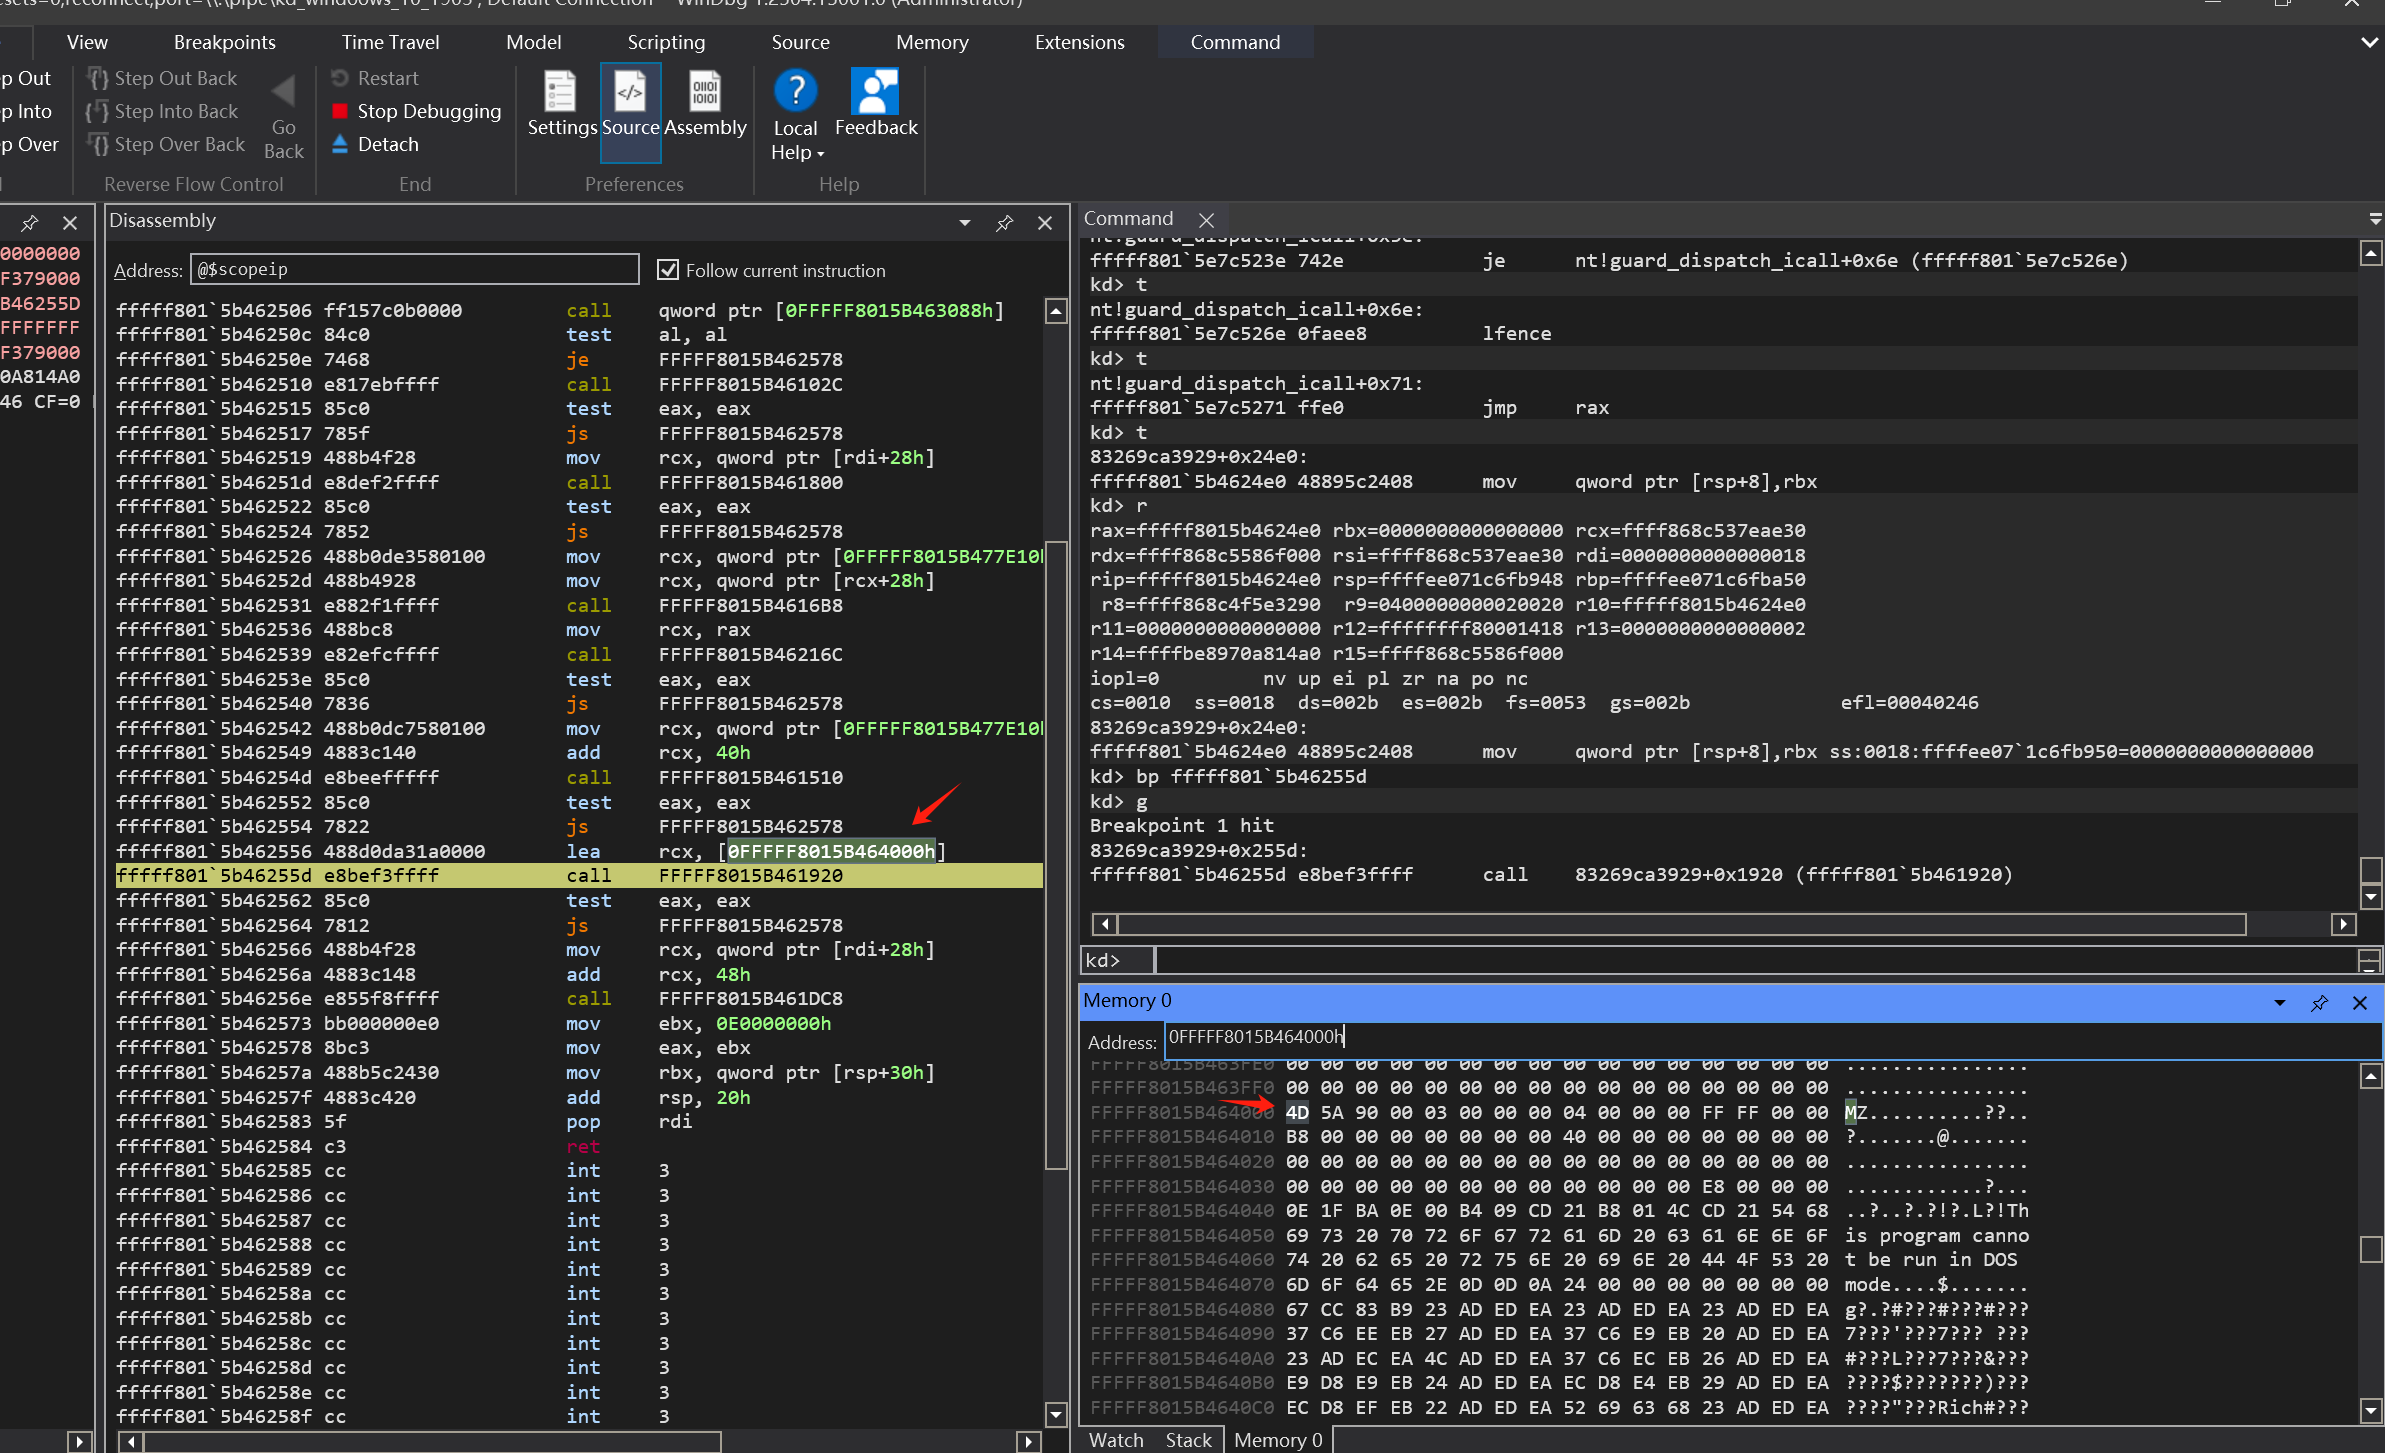 View Breakpoints Time Travel Model Scripting Source Memory Extensions Command
p Out Step Out Back Restart
p Into Step Into Back Stop Debugging
p Over Step Over Back Detach
Go Back
Settings Source Assembly Local Help Feedback
Reverse Flow Control End Preferences Help
0000000
F379000
B46255D
FFFFFFF
F379000
0A814A0
46 CF=0
Disassembly
Address: @$scopeip Follow current instruction
fffff801`5b462506 ff157c0b0000 call qword ptr [0FFFFF8015B463088h]
fffff801`5b46250c 84c0 test al, al
fffff801`5b46250e 7468 je FFFFF8015B462578
fffff801`5b462510 e817ebffff call FFFFF8015B46102C
fffff801`5b462515 85c0 test eax, eax
fffff801`5b462517 785f js FFFFF8015B462578
fffff801`5b462519 488b4f28 mov rcx, qword ptr [rdi+28h]
fffff801`5b46251d e8def2ffff call FFFFF8015B461800
fffff801`5b462522 85c0 test eax, eax
fffff801`5b462524 7852 js FFFFF8015B462578
fffff801`5b462526 488b0de3580100 mov rcx, qword ptr [0FFFFF8015B477E10
fffff801`5b46252d 488b4928 mov rcx, qword ptr [rcx+28h]
fffff801`5b462531 e882f1ffff call FFFFF8015B4616B8
fffff801`5b462536 488bc8 mov rcx, rax
fffff801`5b462539 e82efcffff call FFFFF8015B46216C
fffff801`5b46253e 85c0 test eax, eax
fffff801`5b462540 7836 js FFFFF8015B462578
fffff801`5b462542 488b0dc7580100 mov rcx, qword ptr [0FFFFF8015B477E10
fffff801`5b462549 4883c140 add rcx, 40h
fffff801`5b46254d e8beefffff call FFFFF8015B461510
fffff801`5b462552 85c0 test eax, eax
fffff801`5b462554 7822 js FFFFF8015B462578
fffff801`5b462556 488d0da31a0000 lea rcx, [0FFFFF8015B464000h]
fffff801`5b46255d e8bef3ffff call FFFFF8015B461920
fffff801`5b462562 85c0 test eax, eax
fffff801`5b462564 7812 js FFFFF8015B462578
fffff801`5b462566 488b4f28 mov rcx, qword ptr [rdi+28h]
fffff801`5b46256a 4883c148 add rcx, 48h
fffff801`5b46256e e855f8ffff call FFFFF8015B461DC8
fffff801`5b462573 bb000000e0 mov ebx, 0E0000000h
fffff801`5b462578 8bc3 mov eax, ebx
fffff801`5b46257a 488b5c2430 mov rbx, qword ptr [rsp+30h]
fffff801`5b46257f 4883c420 add rsp, 20h
fffff801`5b462583 5f pop rdi
fffff801`5b462584 c3 ret
fffff801`5b462585 cc int 3
fffff801`5b462586 cc int 3
fffff801`5b462587 cc int 3
fffff801`5b462588 cc int 3
fffff801`5b462589 cc int 3
fffff801`5b46258a cc int 3
fffff801`5b46258b cc int 3
fffff801`5b46258c cc int 3
fffff801`5b46258d cc int 3
fffff801`5b46258e cc int 3
fffff801`5b46258f cc int 3
Command
nt!guard_dispatch_icall+0x5e:
fffff801`5e7c523e 742e je nt!guard_dispatch_icall+0x6e (fffff801`5e7c526e)
kd> t
nt!guard_dispatch_icall+0x6e:
fffff801`5e7c526e 0faee8 lfence
kd> t
nt!guard_dispatch_icall+0x71:
fffff801`5e7c5271 ffe0 jmp rax
kd> t
83269ca3929+0x24e0:
fffff801`5b4624e0 48895c2408 mov qword ptr [rsp+8],rbx
kd> r
rax=fffff8015b4624e0 rbx=0000000000000000 rcx=ffff868c537eae30
rdx=ffff868c5586f000 rsi=ffff868c537eae30 rdi=0000000000000018
rip=fffff8015b4624e0 rsp=ffffee071c6fb948 rbp=ffffee071c6fba50
r8=ffff868c4f5e3290 r9=0400000000020020 r10=fffff8015b4624e0
r11=0000000000000000 r12=ffffffff80001418 r13=0000000000000002
r14=ffffbe8970a814a0 r15=ffff868c5586f000
iopl=0 nv up ei pl zr na po nc
cs=0010 ss=0018 ds=002b es=002b fs=0053 gs=002b efl=00040246
83269ca3929+0x24e0:
fffff801`5b4624e0 48895c2408 mov qword ptr [rsp+8],rbx ss:0018:ffffee07`1c6fb950=0000000000000000
kd> bp fffff801`5b46255d
kd> g
Breakpoint 1 hit
83269ca3929+0x255d:
fffff801`5b46255d e8bef3ffff call 83269ca3929+0x1920 (fffff801`5b461920)
kd>
Memory 0
Address: 0FFFFF8015B464000h
FFFFF8015B463FE0 00 00 00 00 00 00 00 00 00 00 00 00 00 00 00 00 ................
FFFFF8015B463FF0 00 00 00 00 00 00 00 00 00 00 00 00 00 00 00 00 ................
FFFFF8015B464000 4D 5A 90 00 03 00 00 00 04 00 00 00 FF FF 00 00 MZ..........??..
FFFFF8015B464010 B8 00 00 00 00 00 00 00 40 00 00 00 00 00 00 00 ?.......@.......
FFFFF8015B464020 00 00 00 00 00 00 00 00 00 00 00 00 00 00 00 00 ................
FFFFF8015B464030 00 00 00 00 00 00 00 00 00 00 00 00 E8 00 00 00 ............?...
FFFFF8015B464040 0E 1F BA 0E 00 B4 09 CD 21 B8 01 4C CD 21 54 68 ..?..?.?!?.L?!Th
FFFFF8015B464050 69 73 20 70 72 6F 67 72 61 6D 20 63 61 6E 6E 6F is program canno
FFFFF8015B464060 74 20 62 65 20 72 75 6E 20 69 6E 20 44 4F 53 20 t be run in DOS
FFFFF8015B464070 6D 6F 64 65 2E 0D 0D 0A 24 00 00 00 00 00 00 00 mode....$.......
FFFFF8015B464080 67 CC 83 B9 23 AD ED EA 23 AD ED EA 23 AD ED EA g?.?#???#???#???
FFFFF8015B464090 37 C6 EE EB 27 AD ED EA 37 C6 E9 EB 20 AD ED EA 7???'???7??? ???
FFFFF8015B4640A0 23 AD EC EA 4C AD ED EA 37 C6 EC EB 26 AD ED EA #???L???7???&???
FFFFF8015B4640B0 E9 D8 E9 EB 24 AD ED EA EC D8 E4 EB 29 AD ED EA ????$???????)???
FFFFF8015B4640C0 EC D8 EF EB 22 AD ED EA 52 69 63 68 23 AD ED EA ????"???Rich#???
Watch Stack Memory 0